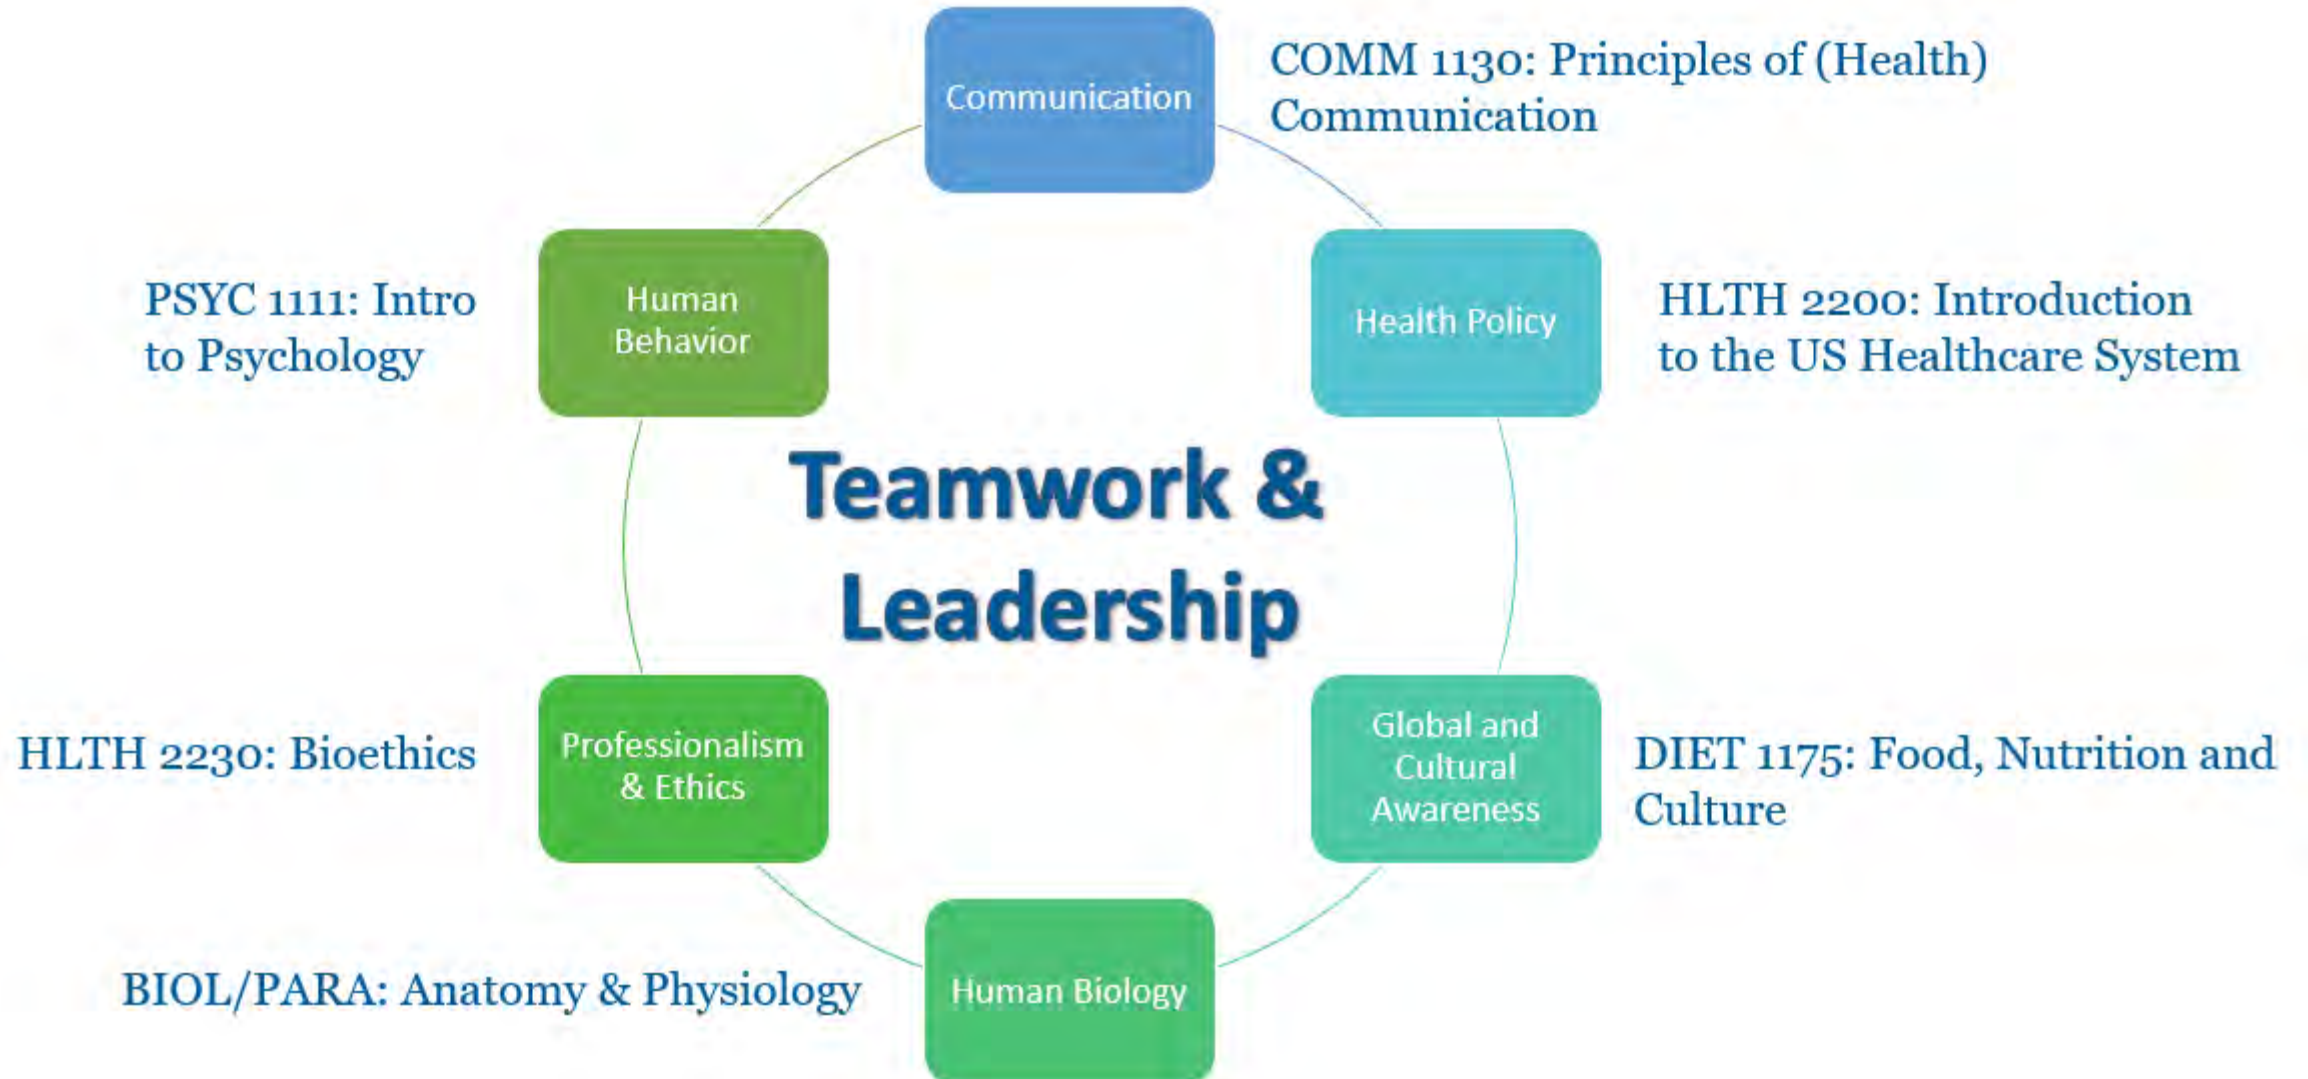 Communication
COMM 1130: Principles of (Health)
Communication
Health Policy
HLTH 2200: Introduction
to the US Healthcare System
Global and
Cultural
Awareness
DIET 1175: Food, Nutrition and
Culture
Human Biology
BIOL/PARA: Anatomy & Physiology
Professionalism
& Ethics
HLTH 2230: Bioethics
Human
Behavior
PSYC 1111: Intro
to Psychology
Teamwork &
Leadership